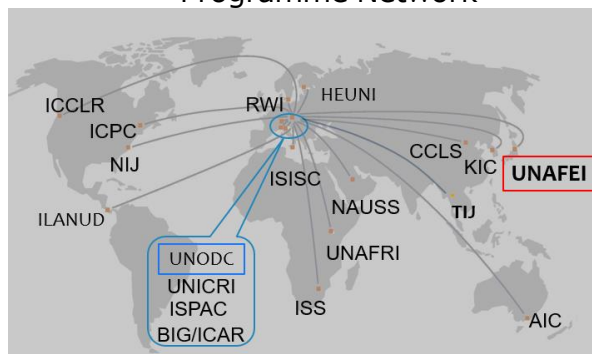 Programme Network
ICCLR
RWI
HEUNI
ICPC
NIJ
CCLS
KIC
UNAFEI
ISISC
NAUSS
TIJ
ILANUD
UNODC
UNICRI
ISPAC
BIG/ICAR
UNAFRI
ISS
AIC